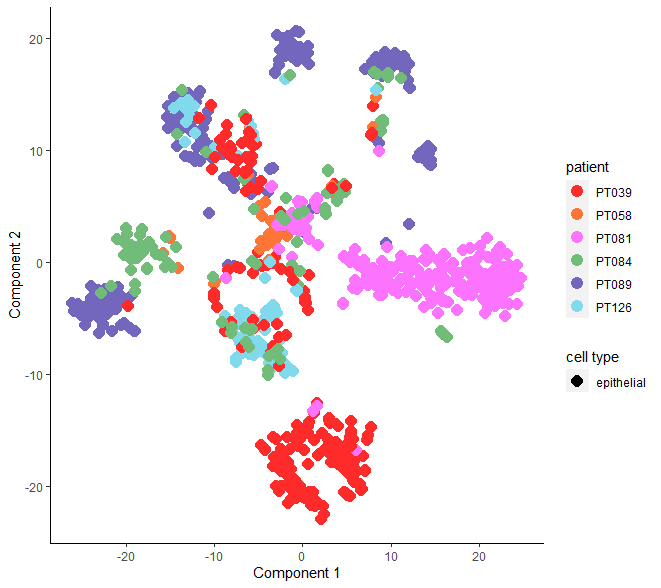 20
10
0
-10
-20
Component 2
-20
-10
0
10
20
Component 1
patient
PT039
PT058
PT081
PT084
PT089
PT126
cell type
epithelial